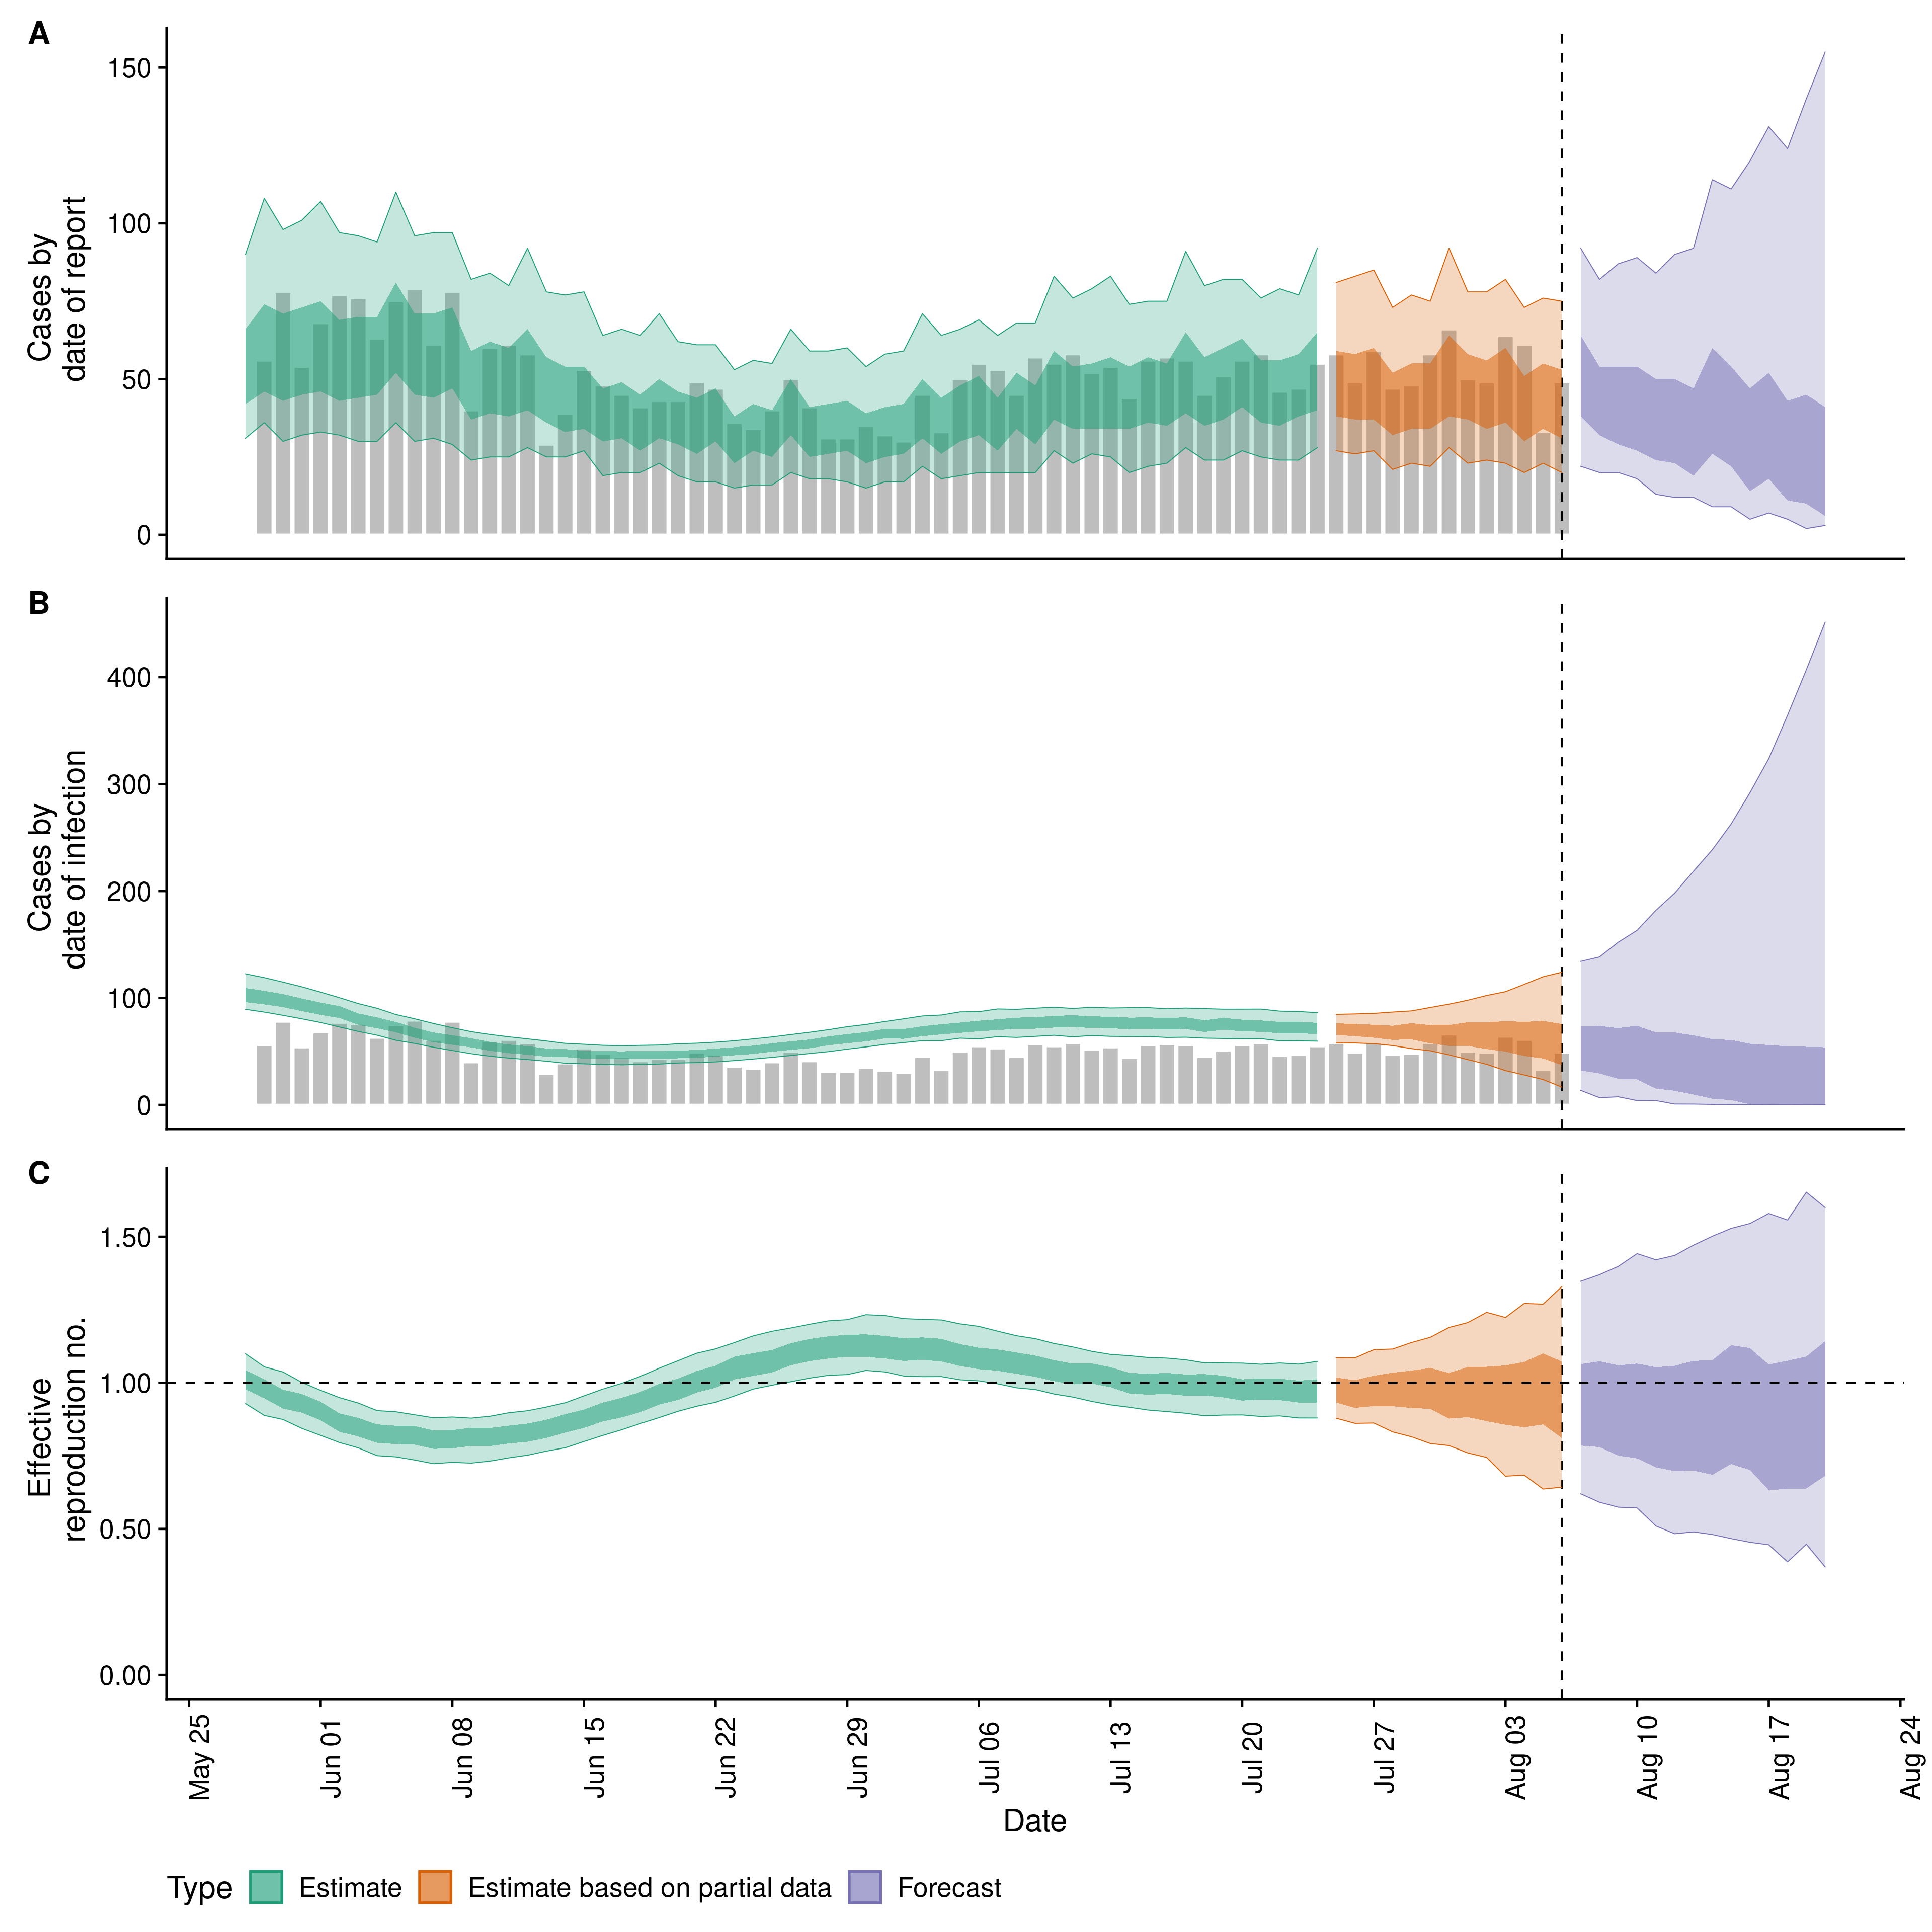 A
Cases by
date of report
150
100
50
0
B
Cases by
date of infection
400
300
200
100
0
C
Effective
reproduction no.
1.50
1.00
0.50
0.00
May 25
Jun 01
Jun 08
Jun 15
Jun 22
Jun 29
Jul 06
Jul 13
Jul 20
Jul 27
Aug 03
Aug 10
Aug 17
Aug 24
Date
Type Estimate Estimate based on partial data Forecast